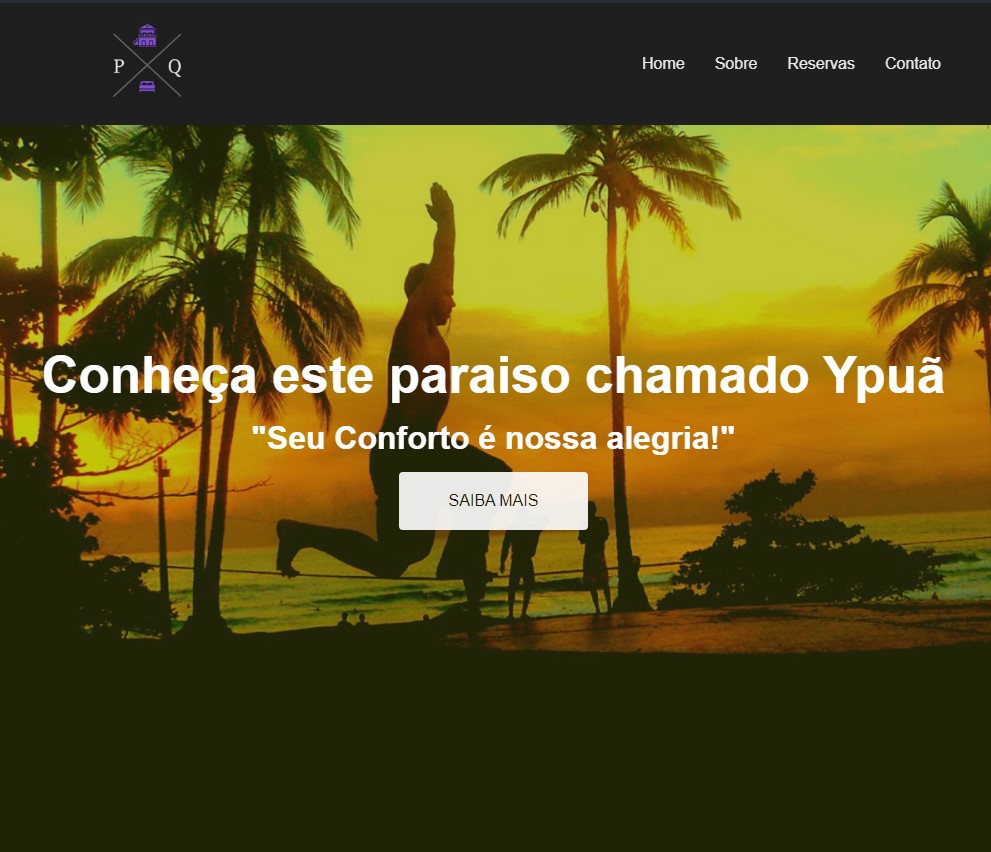 P Q
Home Sobre Reservas Contato
Conheça este paraiso chamado Ypuã
"Seu Conforto é nossa alegria!"
SAIBA MAIS